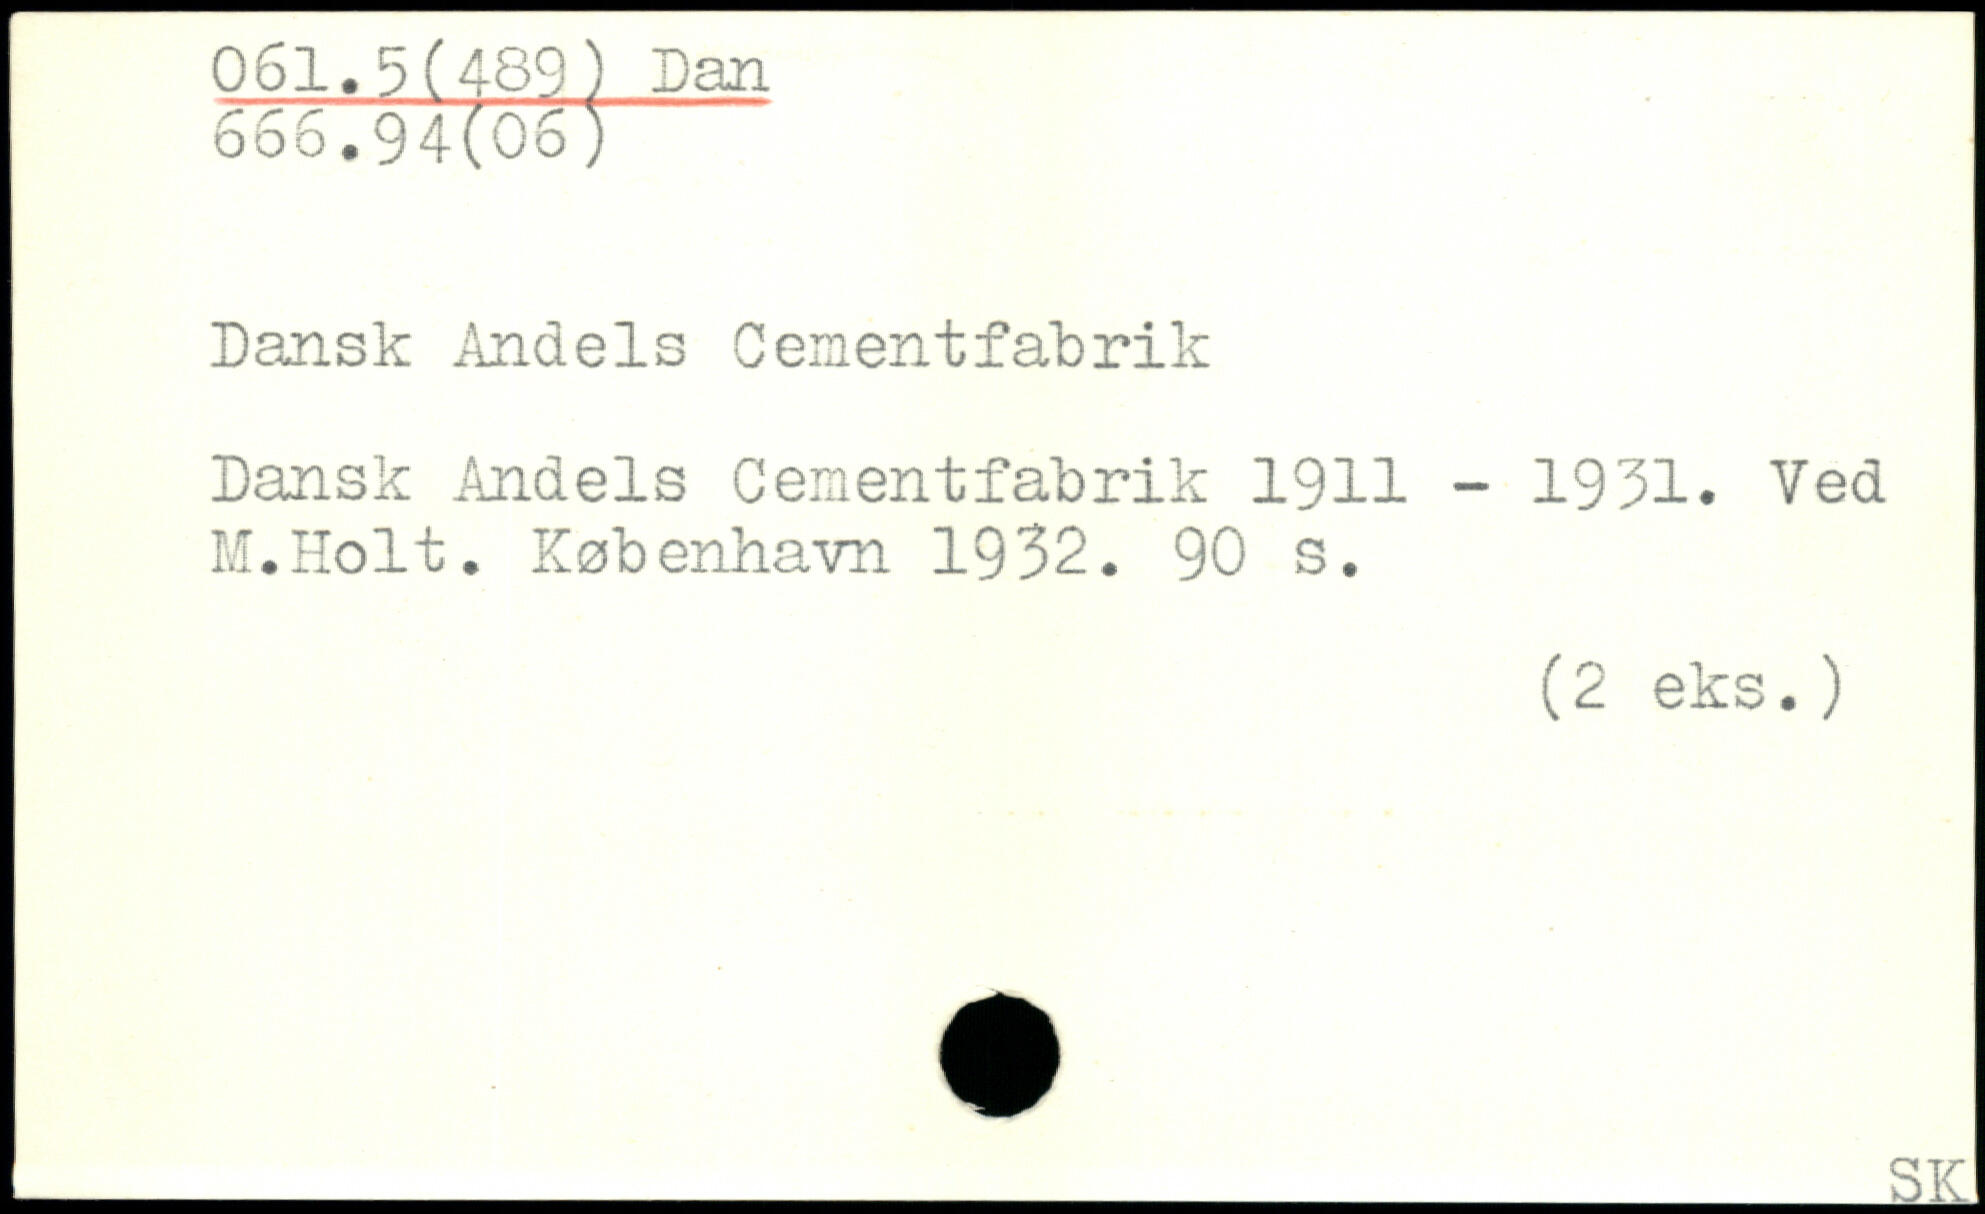 061.5(489) Dan
666.94(06)
Dansk Andels Cementfabrik
Dansk Andels Cementfabrik 1911 - 1931. Ved
M.Holt. København 1932. 90 s.
(2 eks.)
SK